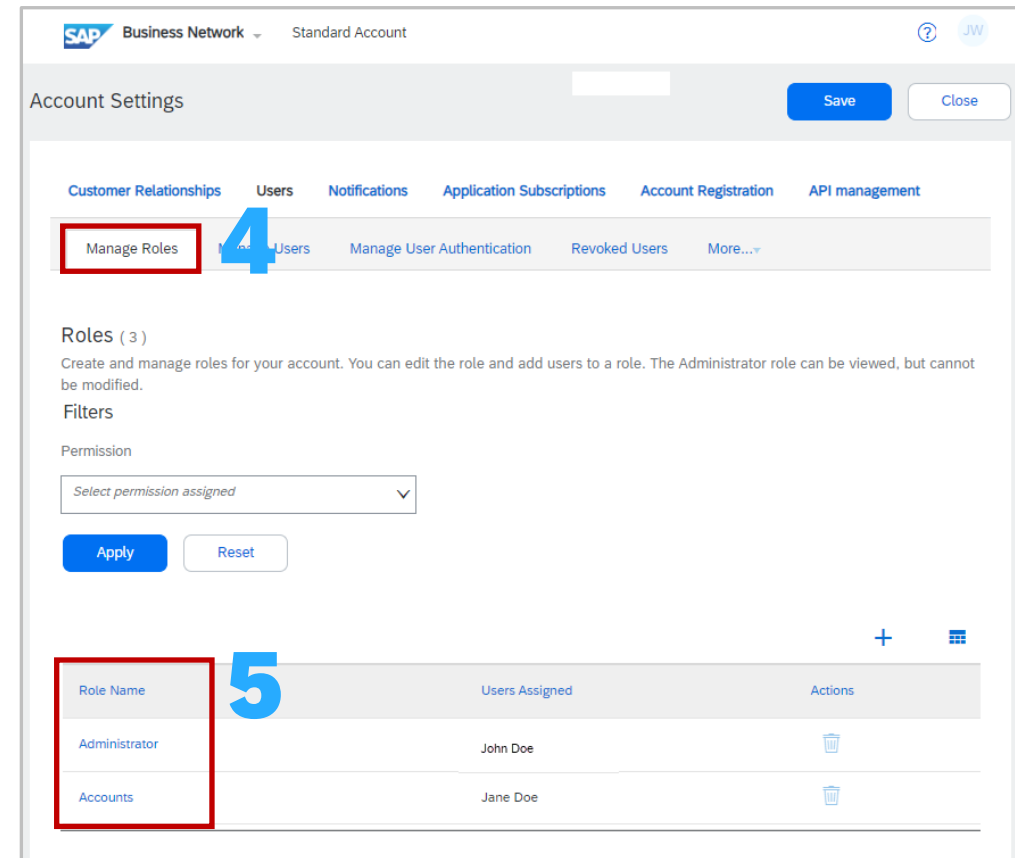 SAP Business Network Standard Account ? JW
Account Settings Save Close
Customer Relationships Users Notifications Application Subscriptions Account Registration API management
4
Manage Roles Users Manage User Authentication Revoked Users More...
Roles ( 3 )
Create and manage roles for your account. You can edit the role and add users to a role. The Administrator role can be viewed, but cannot
be modified.
Filters
Permission
Select permission assigned
Apply Reset
+
5
Role Name Users Assigned Actions
Administrator John Doe
Accounts Jane Doe